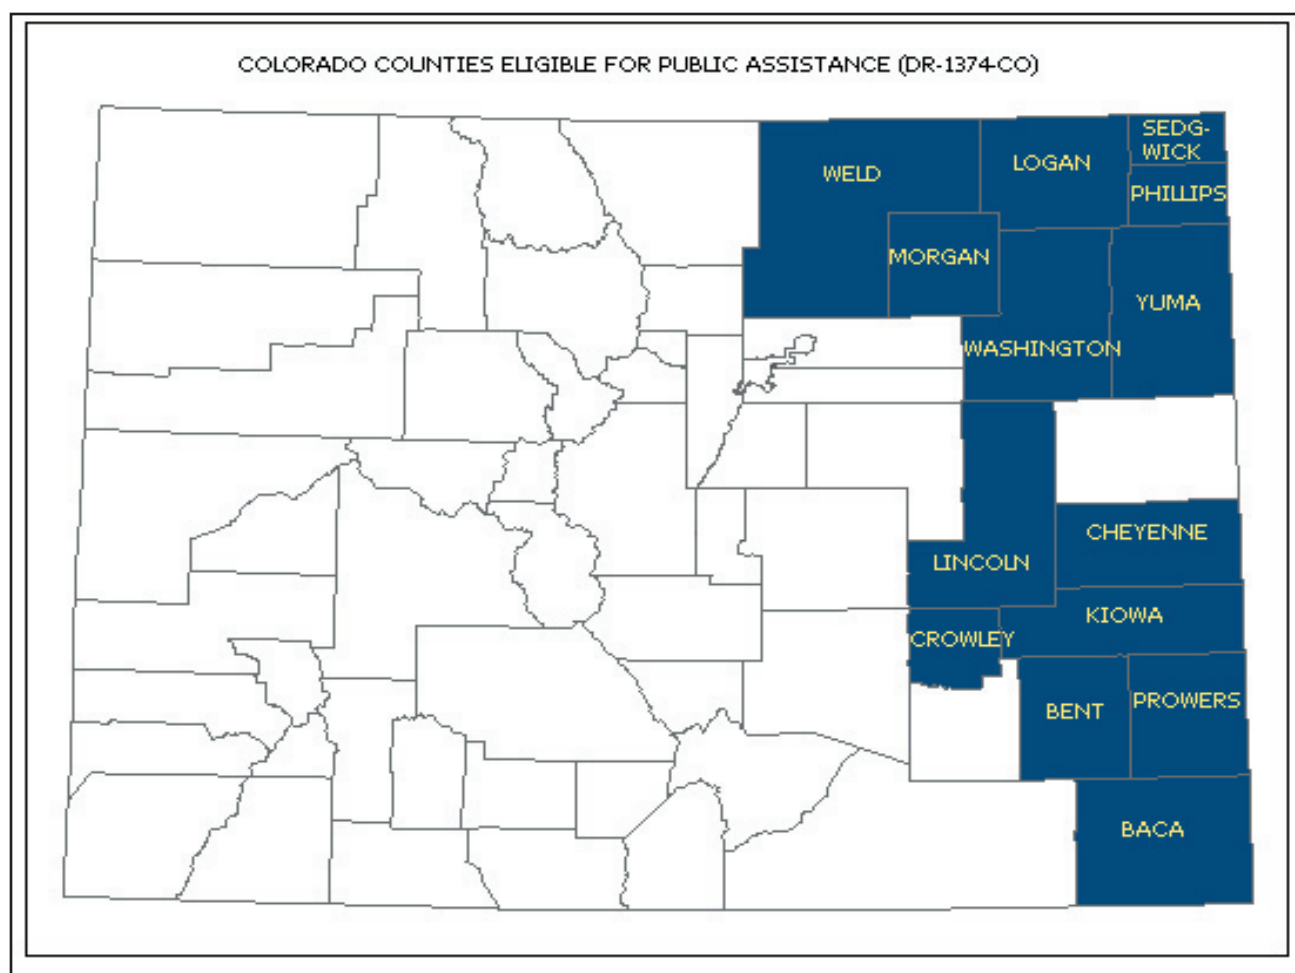 COLORADO COUNTIES ELIGIBLE FOR PUBLIC ASSISTANCE (DR-1374-CO)
SEDG-
WICK
LOGAN
WELD
PHILLIPS
MORGAN
YUMA
WASHINGTON
CHEYENNE
LINCOLN
KIOWA
CROWLEY
PROWERS
BENT
BACA